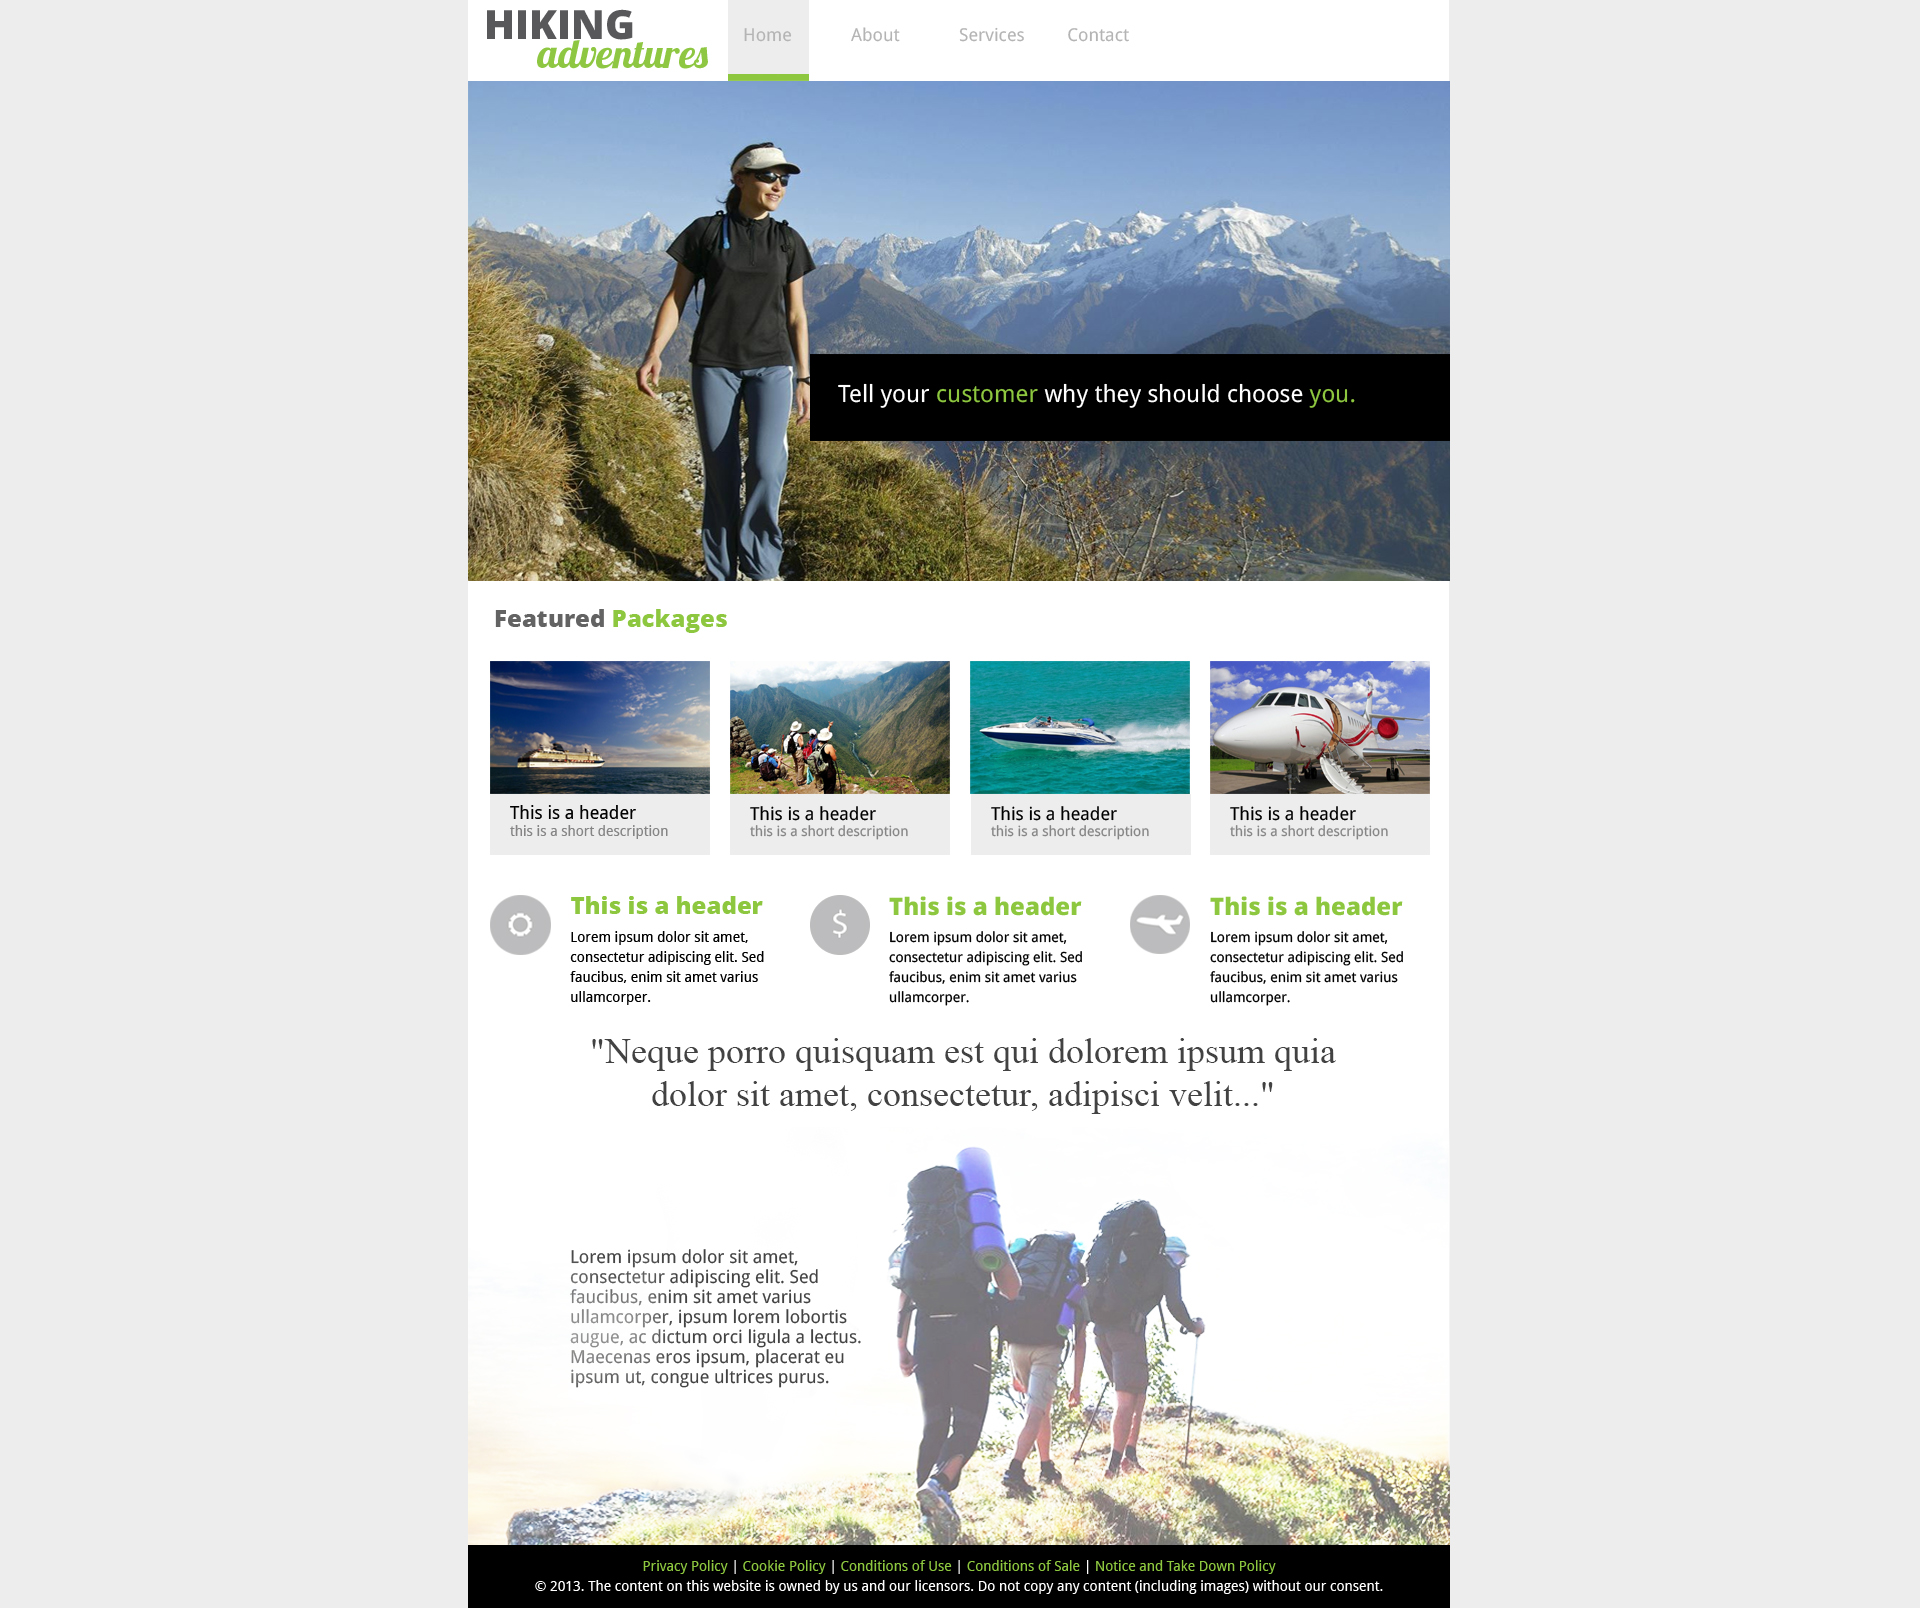 HIKING
adventures
Home About Services Contact
Tell your customer why they should choose you.
Featured Packages
This is a header
this is a short description
This is a header
this is a short description
This is a header
this is a short description
This is a header
this is a short description
This is a header
Lorem ipsum dolor sit amet,
consectetur adipiscing elit. Sed
faucibus, enim sit amet varius
ullamcorper.
$
This is a header
Lorem ipsum dolor sit amet,
consectetur adipiscing elit. Sed
faucibus, enim sit amet varius
ullamcorper.
This is a header
Lorem ipsum dolor sit amet,
consectetur adipiscing elit. Sed
faucibus, enim sit amet varius
ullamcorper.
"Neque porro quisquam est qui dolorem ipsum quia
dolor sit amet, consectetur, adipisci velit..."
Lorem ipsum dolor sit amet,
consectetur adipiscing elit. Sed
faucibus, enim sit amet varius
ullamcorper, ipsum lorem lobortis
augue, ac dictum orci ligula a lectus.
Maecenas eros ipsum, placerat eu
ipsum ut, congue ultrices purus.
Privacy Policy | Cookie Policy | Conditions of Use | Conditions of Sale | Notice and Take Down Policy
© 2013. The content on this website is owned by us and our licensors. Do not copy any content (including images) without our consent.